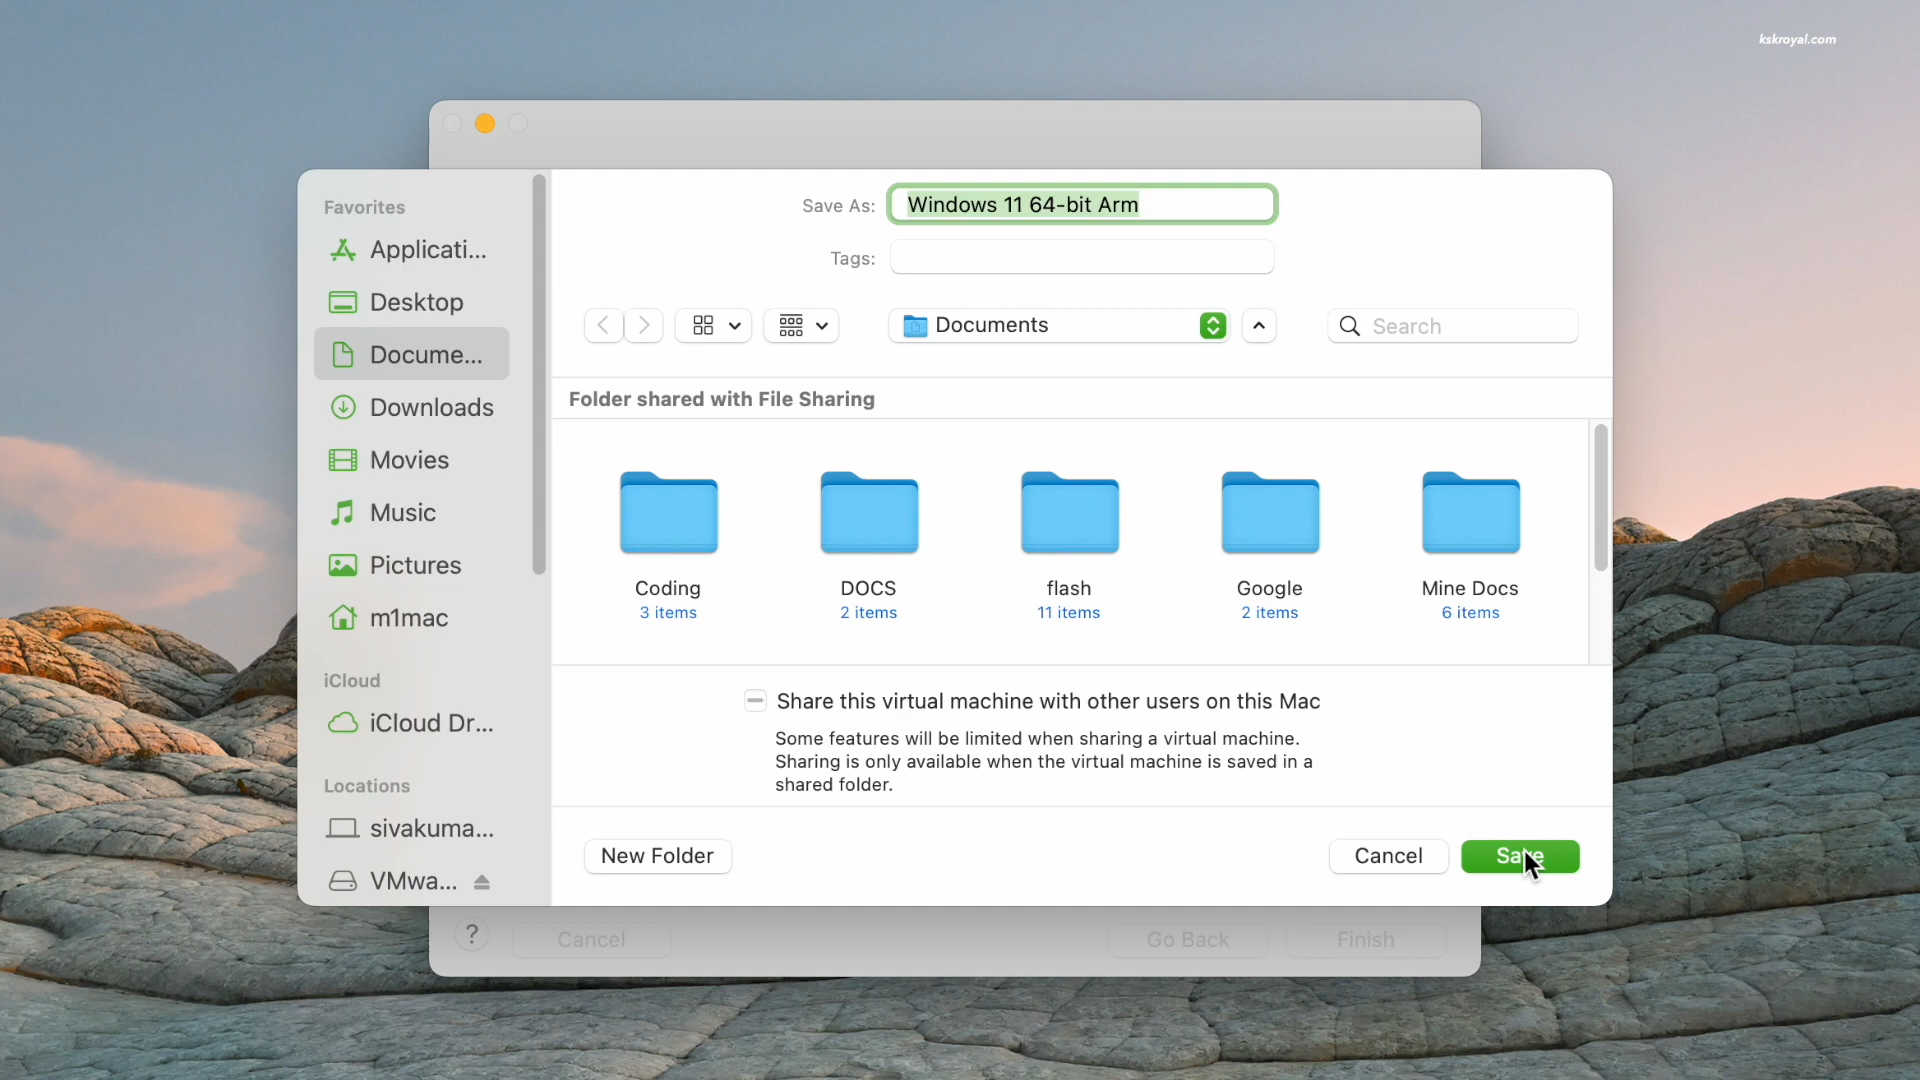 kskroyal.com
Favorites
Applicati...
Desktop
Docume...
Downloads
Movies
Music
Pictures
m1mac
iCloud
iCloud Dr...
Locations
sivakuma...
VMwa...
Save As: Windows 11 64-bit Arm
Tags:
Documents
Search
Folder shared with File Sharing
Coding
3 items
DOCS
2 items
flash
11 items
Google
2 items
Mine Docs
6 items
Share this virtual machine with other users on this Mac
Some features will be limited when sharing a virtual machine.
Sharing is only available when the virtual machine is saved in a
shared folder.
New Folder
Cancel
Save
?
Cancel
Go Back
Finish